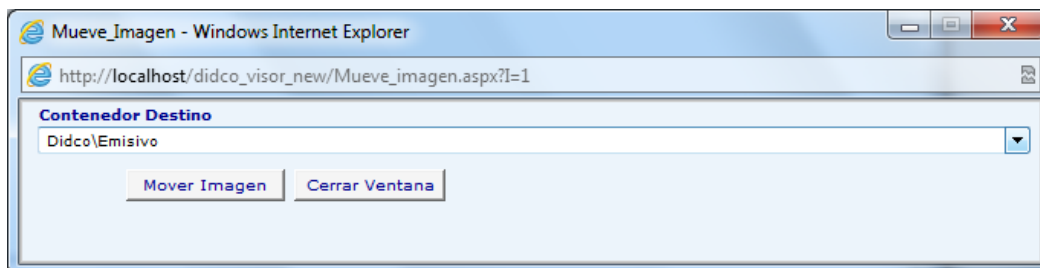 Mueve_Imagen - Windows Internet Explorer
http://localhost/didco_visor_new/Mueve_imagen.aspx?I=1
Contenedor Destino
Didco\Emisivo
Mover Imagen Cerrar Ventana